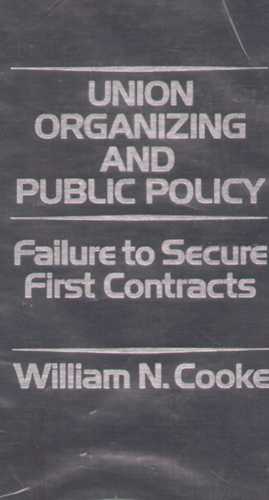 UNION
ORGANIZING
AND
PUBLIC POLICY
Failure to Secure
First Contracts
William N. Cooke